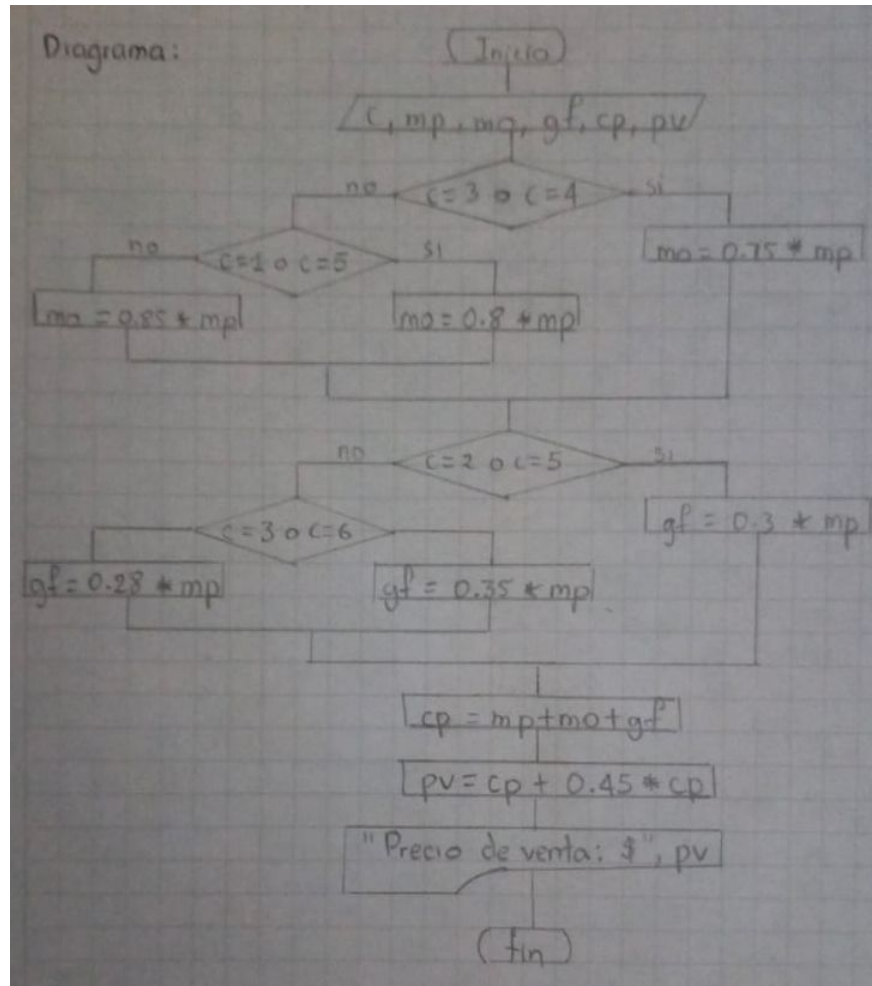 Diagrama:
Inicio
c, mp, mo, gf, cp, pv
c=3 o c=4
no
si
mo = 0.75 * mp
c=1 o c=5
no
si
mo = 0.85 * mp
mo = 0.8 * mp
c=2 o c=5
no
si
gf = 0.3 * mp
c=3 o c=6
gf = 0.28 * mp
gf = 0.35 * mp
cp = mp+mo+gf
pv = cp + 0.45 * cp
"Precio de venta: $", pv
fin